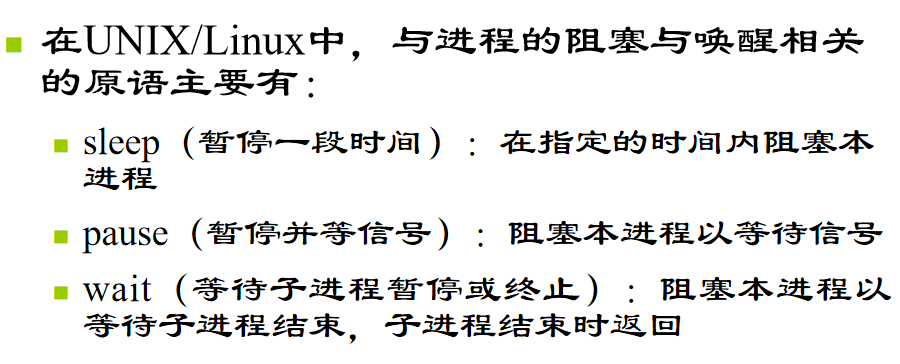 在UNIX/Linux中，与进程的阻塞与唤醒相关
的原语主要有：
sleep（暂停一段时间）：在指定的时间内阻塞本
进程
pause（暂停并等信号）：阻塞本进程以等待信号
wait（等待子进程暂停或终止）：阻塞本进程以
等待子进程结束，子进程结束时返回